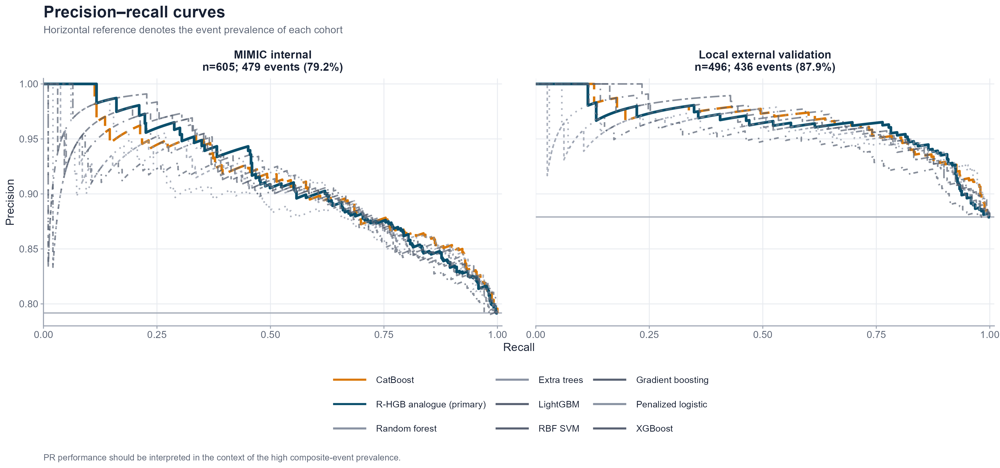 Precision–recall curves
Horizontal reference denotes the event prevalence of each cohort
MIMIC internal
n=605; 479 events (79.2%)
Local external validation
n=496; 436 events (87.9%)
Precision
1.00
0.95
0.90
0.85
0.80
0.00 0.25 0.50 0.75 1.00
0.00 0.25 0.50 0.75 1.00
Recall
CatBoost Extra trees Gradient boosting
R-HGB analogue (primary) LightGBM Penalized logistic
Random forest RBF SVM XGBoost
PR performance should be interpreted in the context of the high composite-event prevalence.